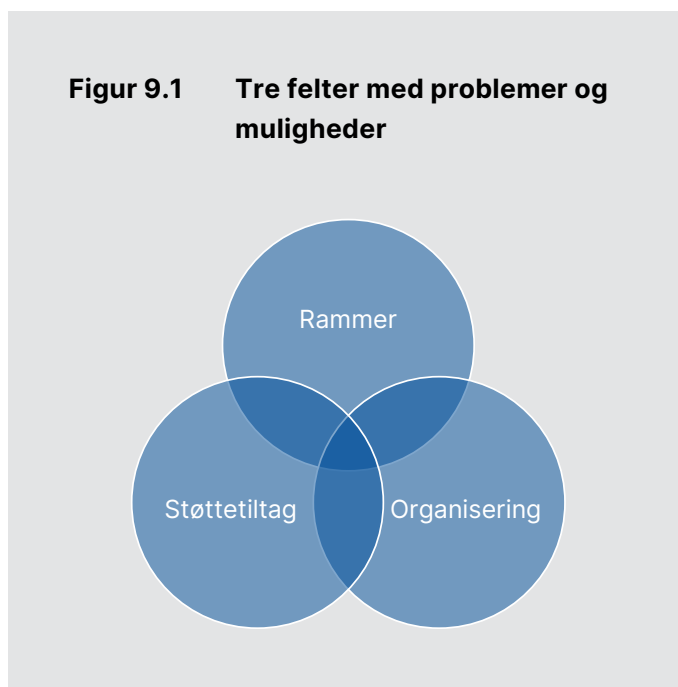 Figur 9.1 Tre felter med problemer og
muligheder
Rammer
Støttetiltag
Organisering